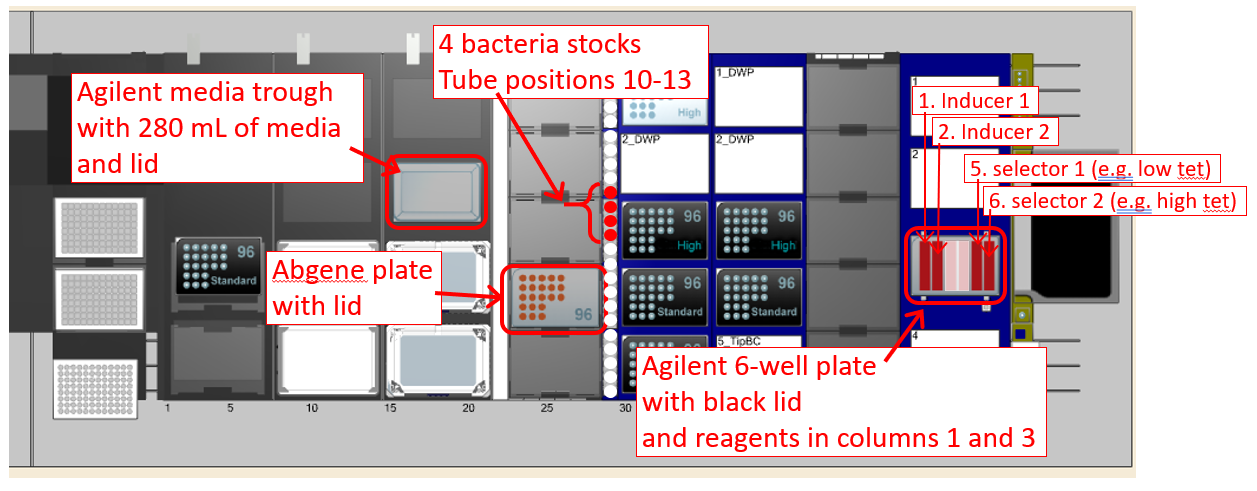 4 bacteria stocks
Tube positions 10-13
Agilent media trough
with 280 mL of media
and lid
1_DWP
High
1
1. Inducer 1
2. Inducer 2
2_DWP
2_DWP
2
5. selector 1 (e.g. low tet)
6. selector 2 (e.g. high tet)
96
High
96
High
96
Standard
Abgene plate
with lid
96
96
Standard
96
Standard
5_TipBC
4
Agilent 6-well plate
with black lid
and reagents in columns 1 and 3
1
5
10
15
20
25
30